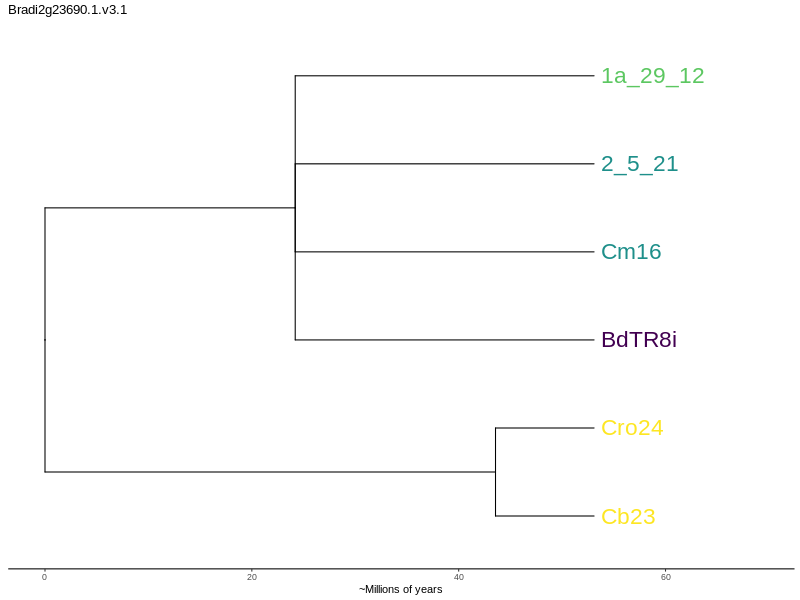 Bradi2g23690.1.v3.1
1a_29_12
2_5_21
Cm16
BdTR8i
Cro24
Cb23
0 20 40 60
~Millions of years